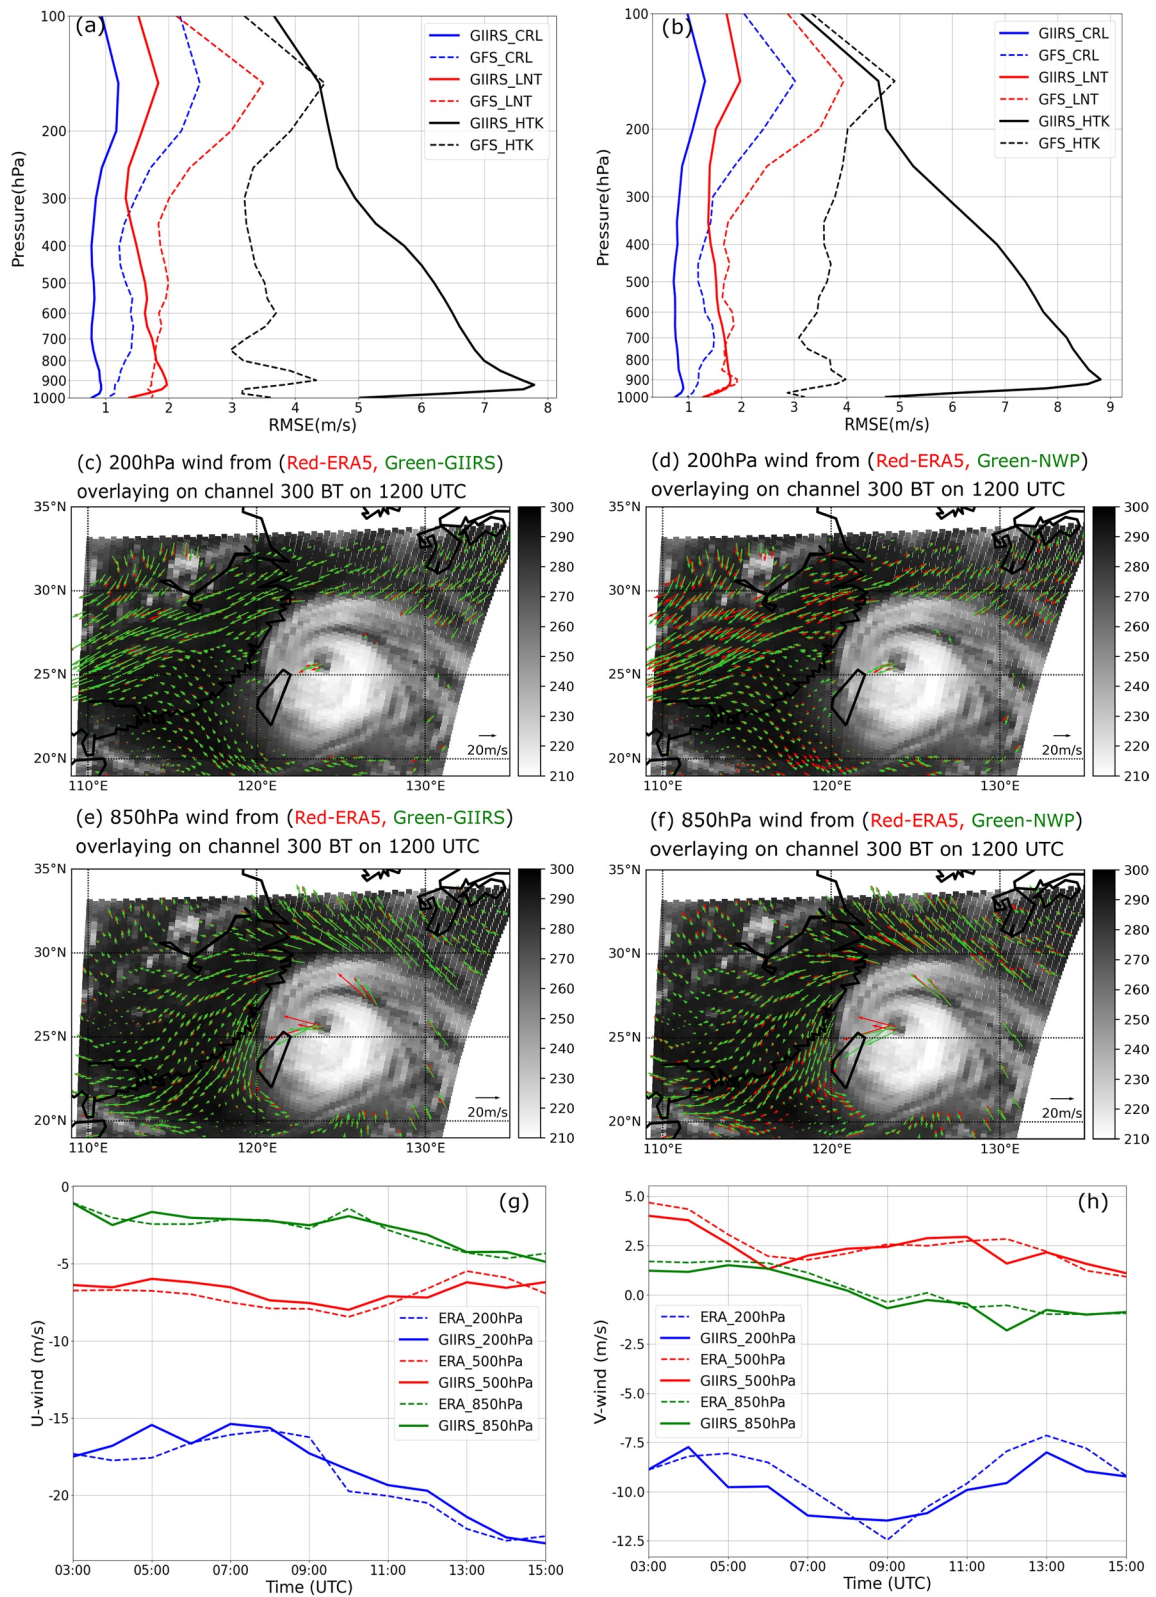 (a)
GIIRS_CRL
GFS_CRL
GIIRS_LNT
GFS_LNT
GIIRS_HTK
GFS_HTK
Pressure(hPa)
100
200
300
400
500
600
700
800
900
1000
1 2 3 4 5 6 7 8
RMSE(m/s)
(b)
GIIRS_CRL
GFS_CRL
GIIRS_LNT
GFS_LNT
GIIRS_HTK
GFS_HTK
Pressure(hPa)
100
200
300
400
500
600
700
800
900
1000
1 2 3 4 5 6 7 8 9
RMSE(m/s)
(c) 200hPa wind from (Red-ERA5, Green-GIIRS)
overlaying on channel 300 BT on 1200 UTC
35°N
30°N
25°N
20°N
110°E 120°E 130°E
20m/s
300
290
280
270
260
250
240
230
220
210
(d) 200hPa wind from (Red-ERA5, Green-NWP)
overlaying on channel 300 BT on 1200 UTC
35°N
30°N
25°N
20°N
110°E 120°E 130°E
20m/s
300
290
280
270
260
250
240
230
220
210
(e) 850hPa wind from (Red-ERA5, Green-GIIRS)
overlaying on channel 300 BT on 1200 UTC
35°N
30°N
25°N
20°N
110°E 120°E 130°E
20m/s
300
290
280
270
260
250
240
230
220
210
(f) 850hPa wind from (Red-ERA5, Green-NWP)
overlaying on channel 300 BT on 1200 UTC
35°N
30°N
25°N
20°N
110°E 120°E 130°E
20m/s
300
290
280
270
260
250
240
230
220
210
(g)
U-wind (m/s)
0
-5
-10
-15
-20
ERA_200hPa
GIIRS_200hPa
ERA_500hPa
GIIRS_500hPa
ERA_850hPa
GIIRS_850hPa
03:00 05:00 07:00 09:00 11:00 13:00 15:00
Time (UTC)
(h)
V-wind (m/s)
5.0
2.5
0.0
-2.5
-5.0
-7.5
-10.0
-12.5
ERA_200hPa
GIIRS_200hPa
ERA_500hPa
GIIRS_500hPa
ERA_850hPa
GIIRS_850hPa
03:00 05:00 07:00 09:00 11:00 13:00 15:00
Time (UTC)